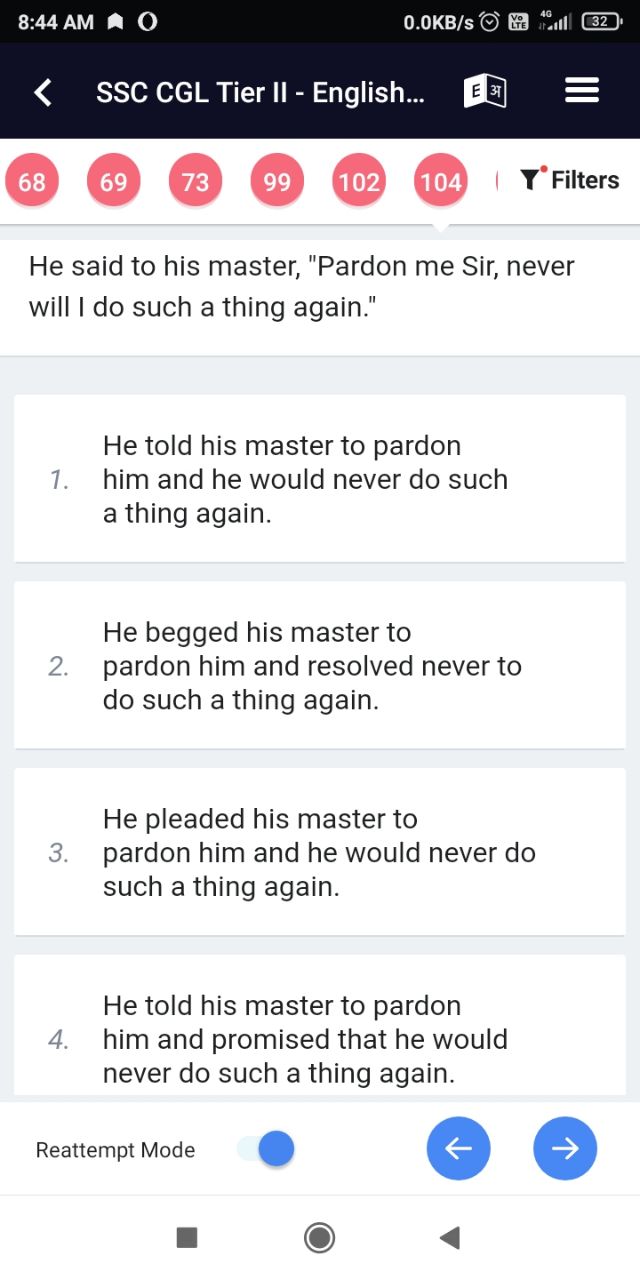 8:44 AM
0.0KB/s Vo LTE 4G 32
SSC CGL Tier II - English... E अ
68 69 73 99 102 104 Filters
He said to his master, "Pardon me Sir, never
will I do such a thing again."
He told his master to pardon
1. him and he would never do such
a thing again.
He begged his master to
2. pardon him and resolved never to
do such a thing again.
He pleaded his master to
3. pardon him and he would never do
such a thing again.
He told his master to pardon
4. him and promised that he would
never do such a thing again.
Reattempt Mode